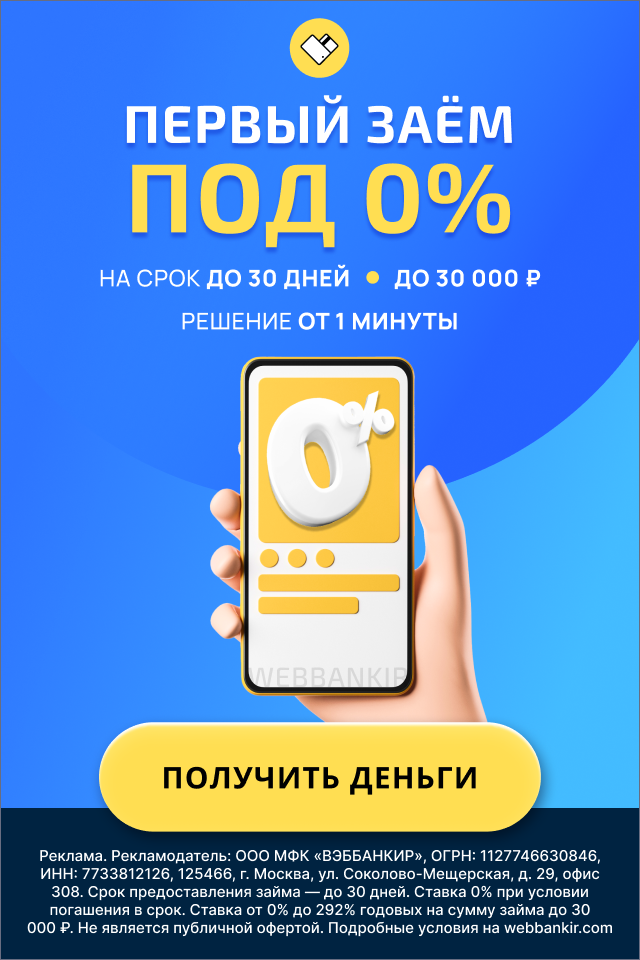 ПЕРВЫЙ ЗАЁМ
ПОД 0%
НА СРОК ДО 30 ДНЕЙ ● ДО 30 000 ₽
РЕШЕНИЕ ОТ 1 МИНУТЫ
0%
WEBBANKIR
ПОЛУЧИТЬ ДЕНЬГИ
Реклама. Рекламодатель: ООО МФК «ВЭББАНКИР», ОГРН: 1127746630846,
ИНН: 7733812126, 125466, г. Москва, ул. Соколово-Мещерская, д. 29, офис
308. Срок предоставления займа — до 30 дней. Ставка 0% при условии
погашения в срок. Ставка от 0% до 292% годовых на сумму займа до 30
000 ₽. Не является публичной офертой. Подробные условия на webbankir.com